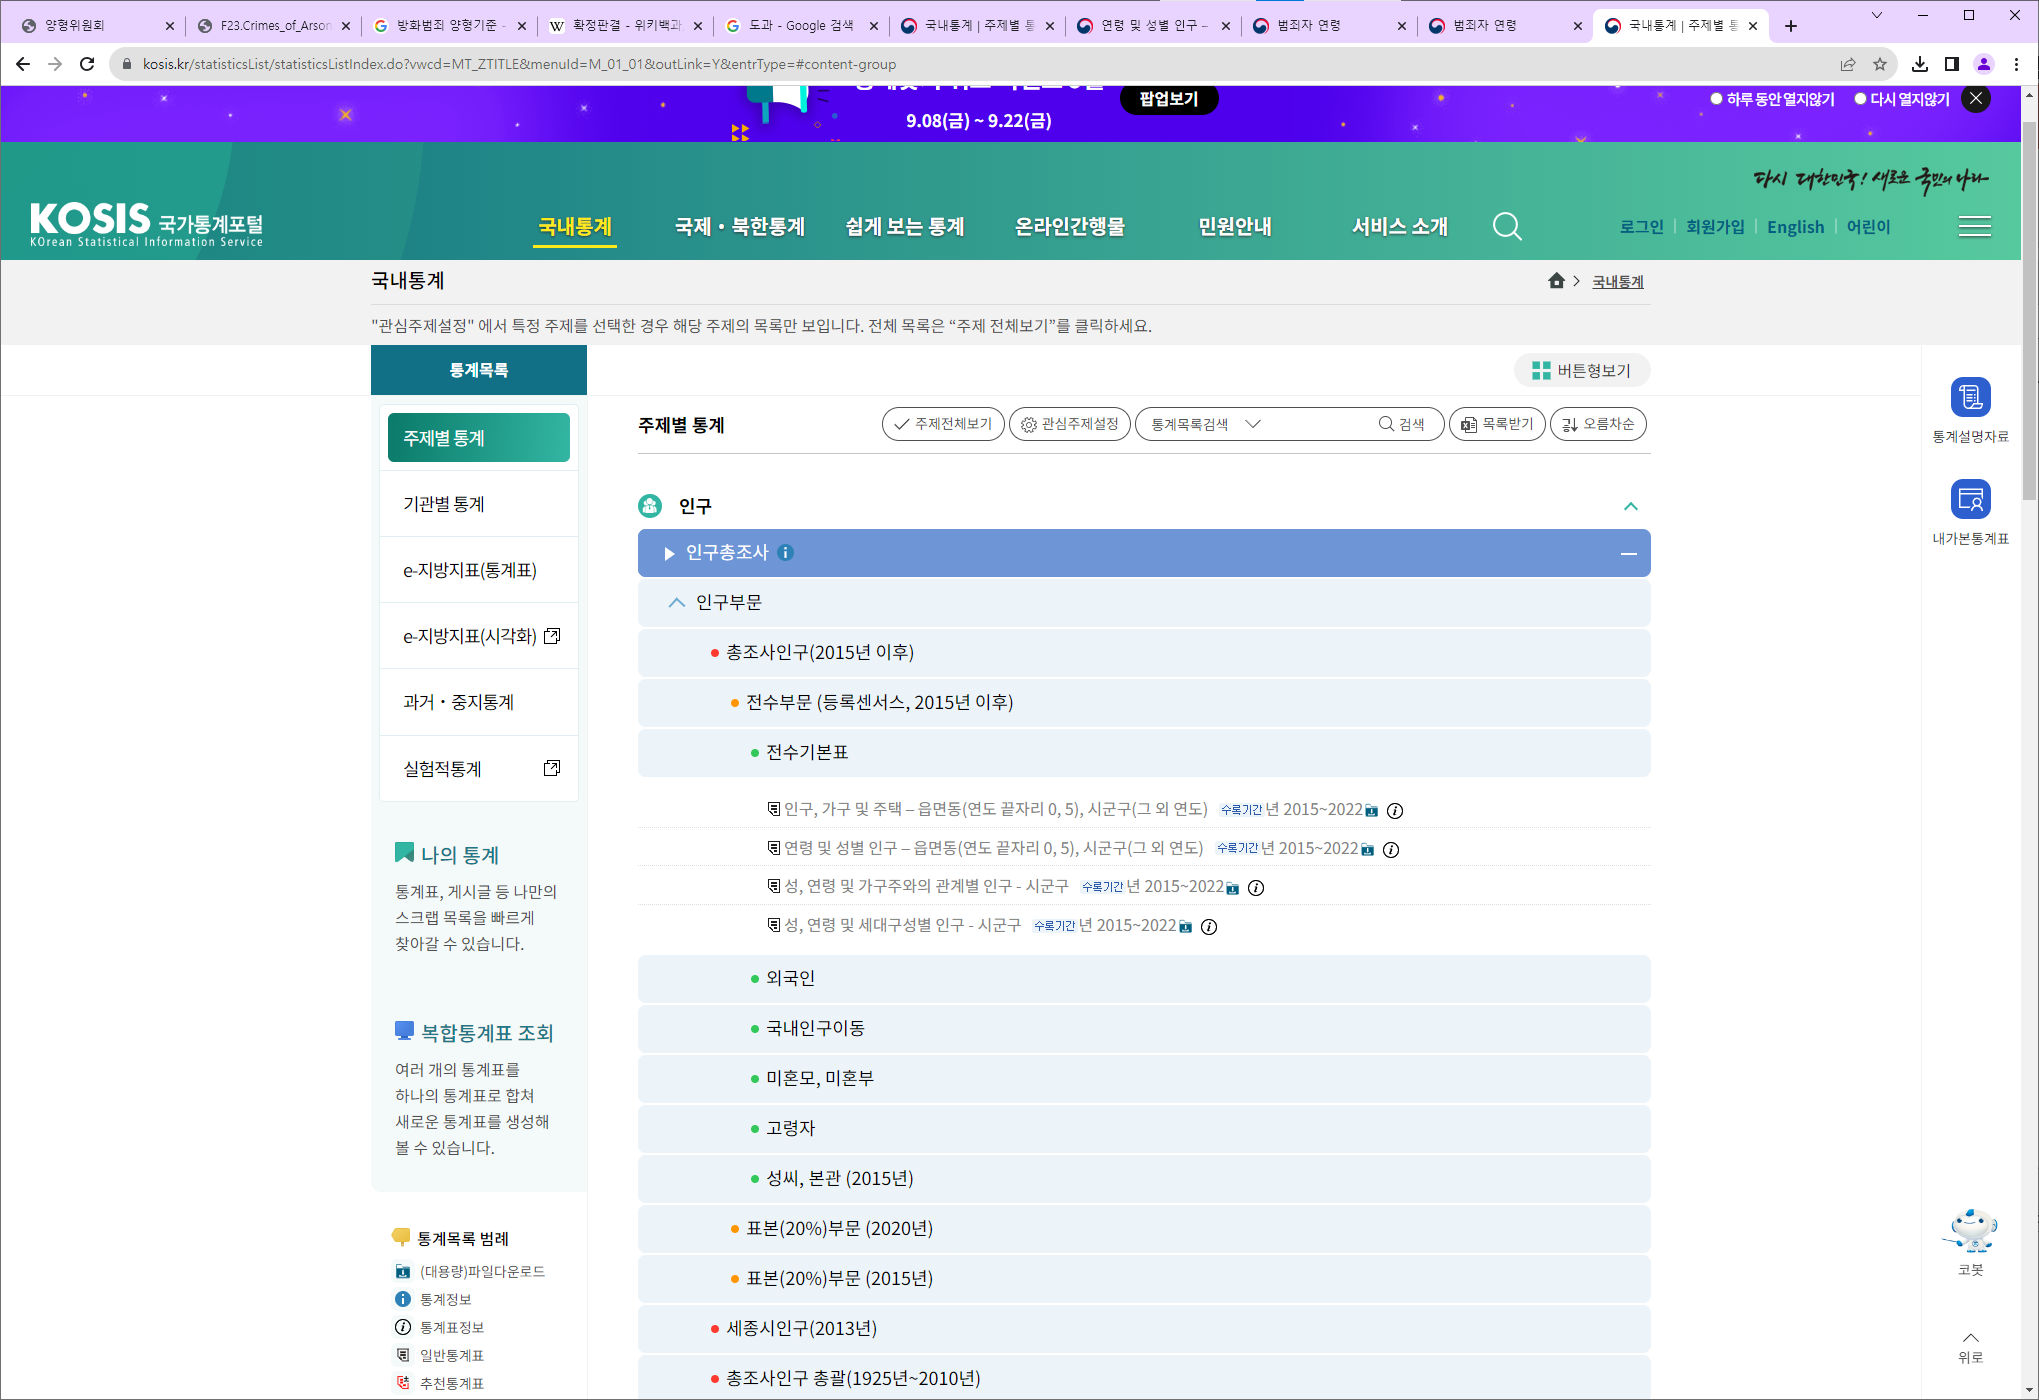 양형위원회
F23.Crimes_of_Arson
방화범죄 양형기준 -
확정판결 - 위키백과
도과 - Google 검색
국내통계 | 주제별 통
연령 및 성별 인구 –
범죄자 연령
범죄자 연령
국내통계 | 주제별 통
kosis.kr/statisticsList/statisticsListIndex.do?vwcd=MT_ZTITLE&menuId=M_01_01&outLink=Y&entrType=#content-group
팝업보기
9.08(금) ~ 9.22(금)
하루 동안 열지않기
다시 열지않기
다시 대한민국! 새로운 국민의 나라
KOSIS 국가통계포털
KOrean Statistical Information Service
국내통계
국제・북한통계
쉽게 보는 통계
온라인간행물
민원안내
서비스 소개
로그인
회원가입
English
어린이
국내통계
국내통계
"관심주제설정" 에서 특정 주제를 선택한 경우 해당 주제의 목록만 보입니다. 전체 목록은 “주제 전체보기”를 클릭하세요.
통계목록
버튼형보기
주제별 통계
기관별 통계
e-지방지표(통계표)
e-지방지표(시각화)
과거・중지통계
실험적통계
나의 통계
통계표, 게시글 등 나만의
스크랩 목록을 빠르게
찾아갈 수 있습니다.
복합통계표 조회
여러 개의 통계표를
하나의 통계표로 합쳐
새로운 통계표를 생성해
볼 수 있습니다.
통계목록 범례
(대용량)파일다운로드
통계정보
통계표정보
일반통계표
추천통계표
주제별 통계
주제전체보기
관심주제설정
통계목록검색
검색
목록받기
오름차순
인구
인구총조사
인구부문
총조사인구(2015년 이후)
전수부문 (등록센서스, 2015년 이후)
전수기본표
인구, 가구 및 주택 – 읍면동(연도 끝자리 0, 5), 시군구(그 외 연도) 수록기간 년 2015~2022
연령 및 성별 인구 – 읍면동(연도 끝자리 0, 5), 시군구(그 외 연도) 수록기간 년 2015~2022
성, 연령 및 가구주와의 관계별 인구 - 시군구 수록기간 년 2015~2022
성, 연령 및 세대구성별 인구 - 시군구 수록기간 년 2015~2022
외국인
국내인구이동
미혼모, 미혼부
고령자
성씨, 본관 (2015년)
표본(20%)부문 (2020년)
표본(20%)부문 (2015년)
세종시인구(2013년)
총조사인구 총괄(1925년~2010년)
통계설명자료
내가본통계표
코봇
위로